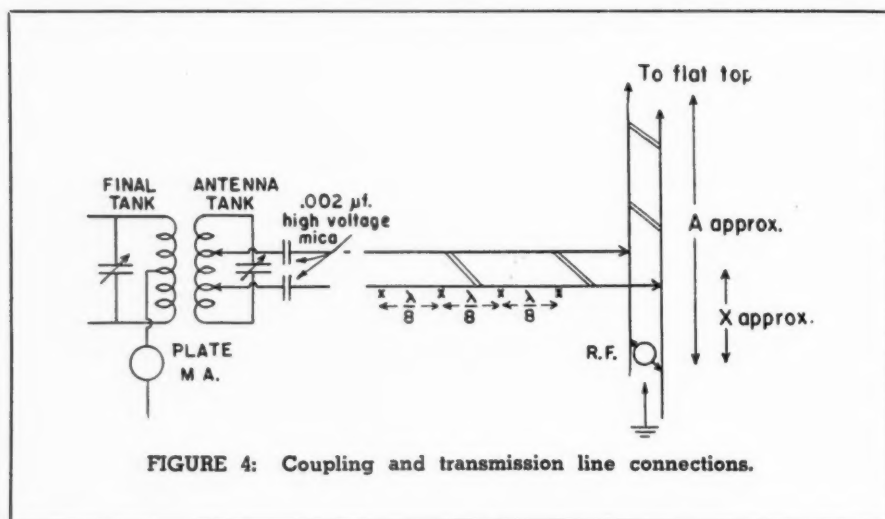 To flat top
FINAL
TANK
ANTENNA
TANK
.002 µf.
high voltage
mica
A approx.
x x x x
λ/8 λ/8 λ/8
X approx.
R.F.
PLATE
M A.
FIGURE 4: Coupling and transmission line connections.